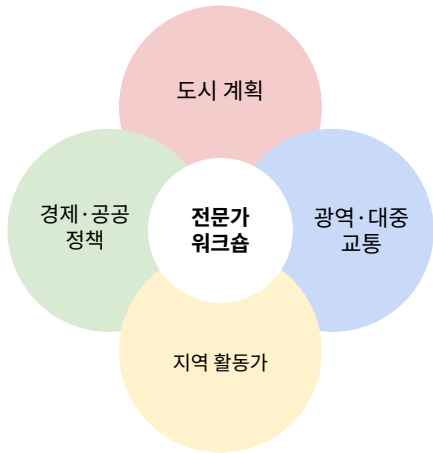 도시 계획
경제·공공
정책
전문가
워크숍
광역·대중
교통
지역 활동가